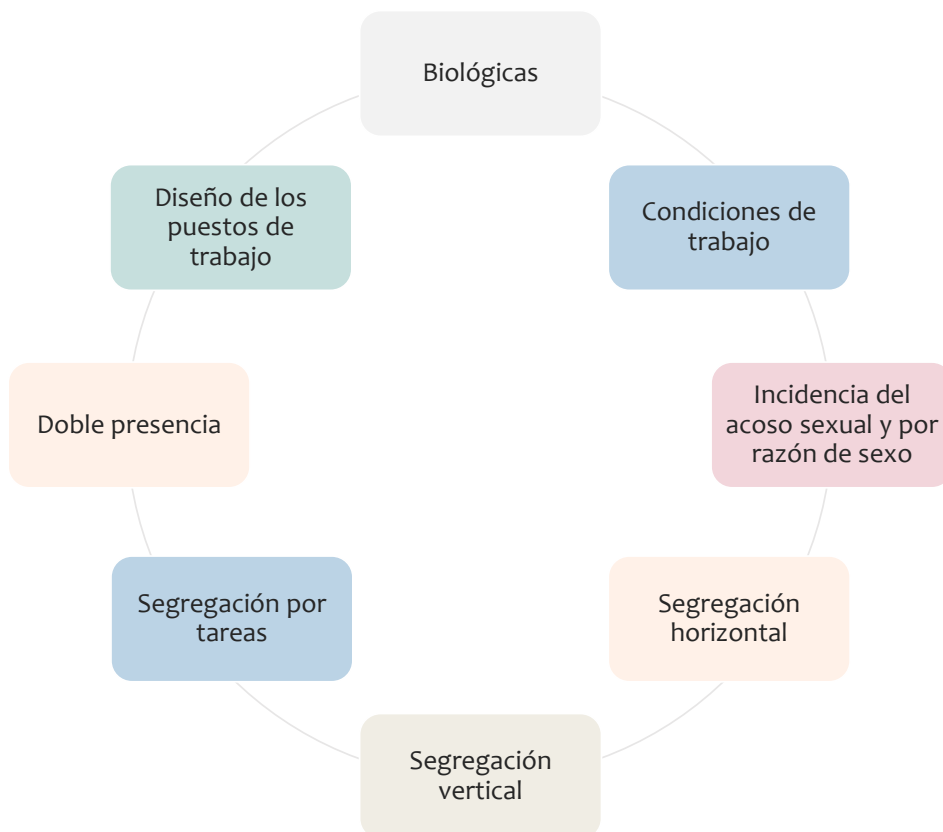 Biológicas
Diseño de los
puestos de
trabajo
Condiciones de
trabajo
Doble presencia
Incidencia del
acoso sexual y por
razón de sexo
Segregación por
tareas
Segregación
horizontal
Segregación
vertical